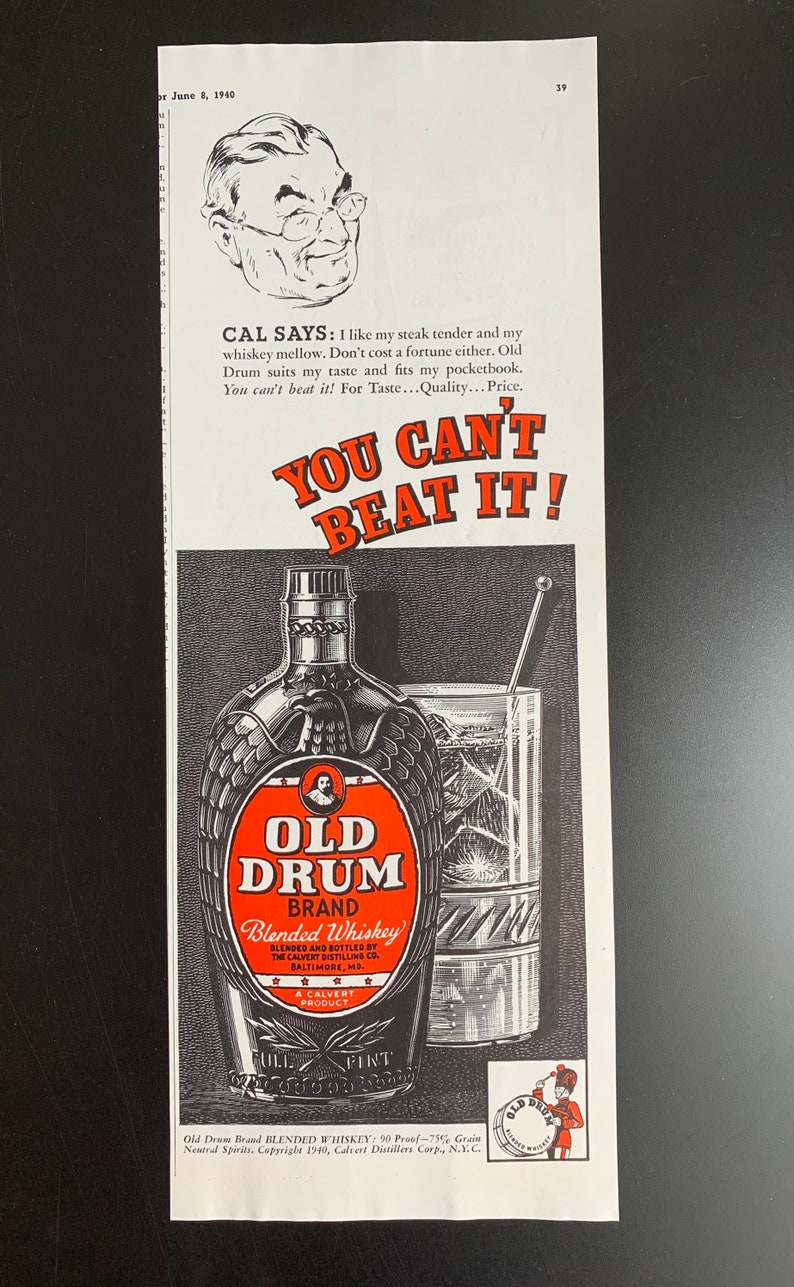 or June 8, 1940
39
CAL SAYS: I like my steak tender and my
whiskey mellow. Don't cost a fortune either. Old
Drum suits my taste and fits my pocketbook.
You can't beat it! For Taste...Quality...Price.
YOU CAN'T
BEAT IT!
OLD
DRUM
BRAND
Blended Whiskey
BLENDED AND BOTTLED BY
THE CALVERT DISTILLING CO.
BALTIMORE, MD.
A CALVERT
PRODUCT
FULL PINT
OLD DRUM
BLENDED WHISKEY
Old Drum Brand BLENDED WHISKEY: 90 Proof—75% Grain
Neutral Spirits. Copyright 1940, Calvert Distillers Corp., N.Y.C.